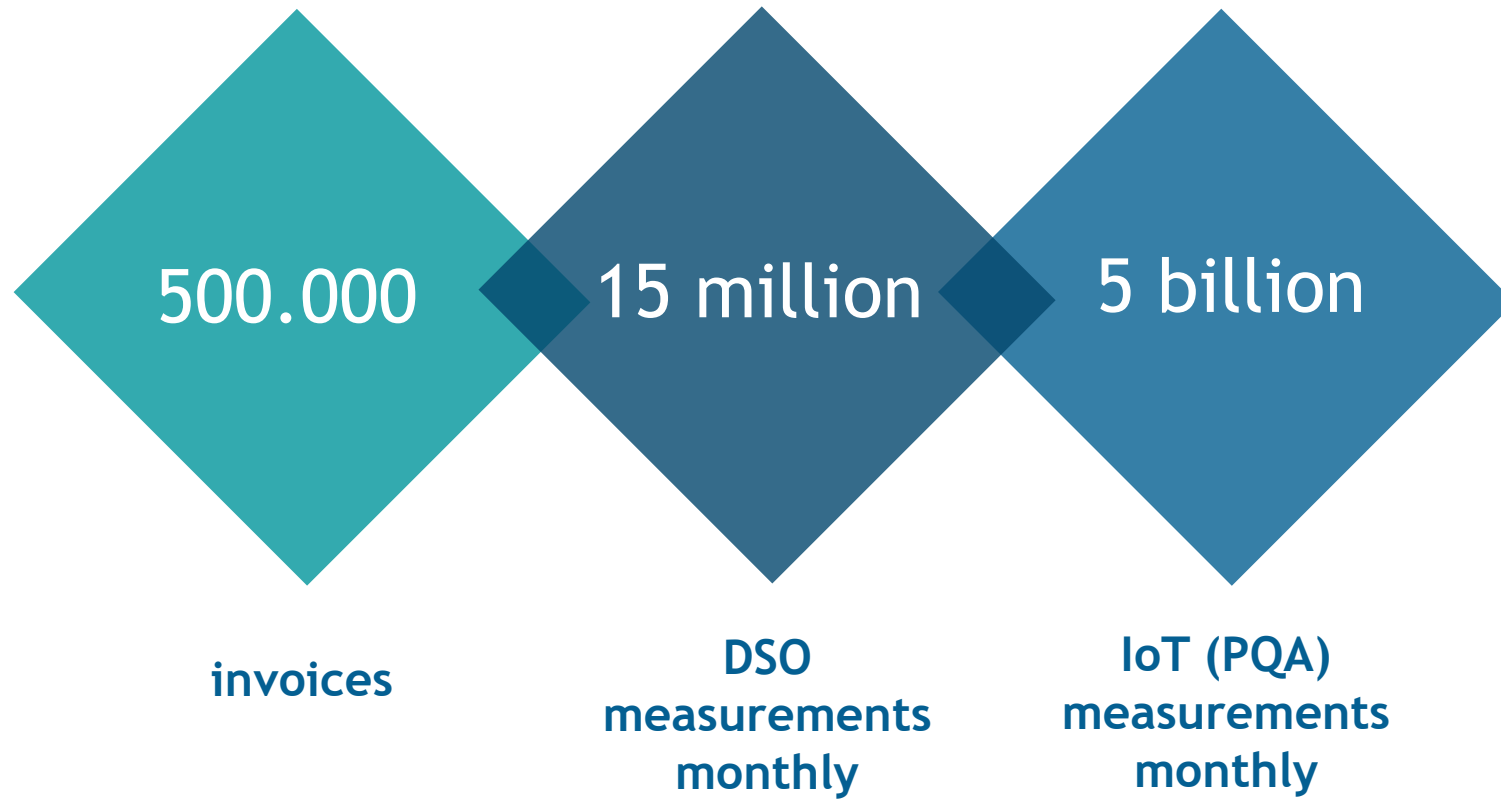 500.000
15 million
5 billion
invoices
DSO
measurements
monthly
IoT (PQA)
measurements
monthly